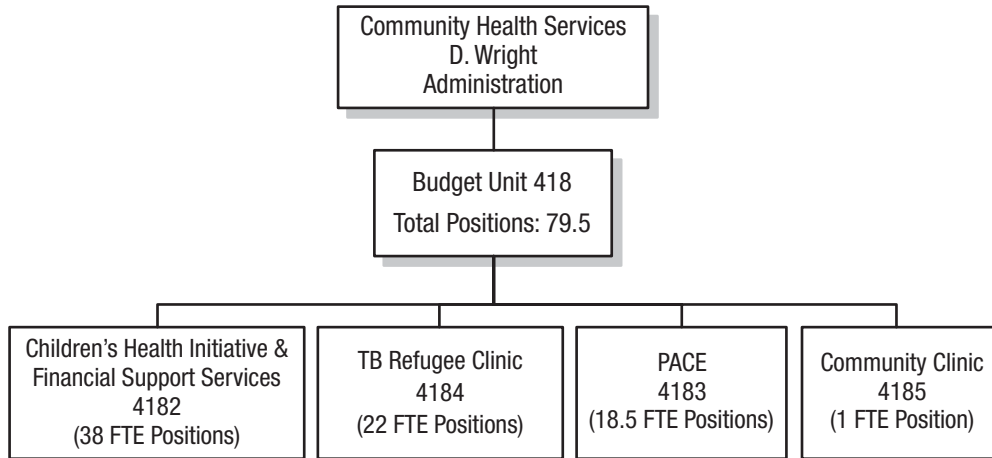 Community Health Services
D. Wright
Administration
Budget Unit 418
Total Positions: 79.5
Children’s Health Initiative &
Financial Support Services
4182
(38 FTE Positions)
TB Refugee Clinic
4184
(22 FTE Positions)
PACE
4183
(18.5 FTE Positions)
Community Clinic
4185
(1 FTE Position)